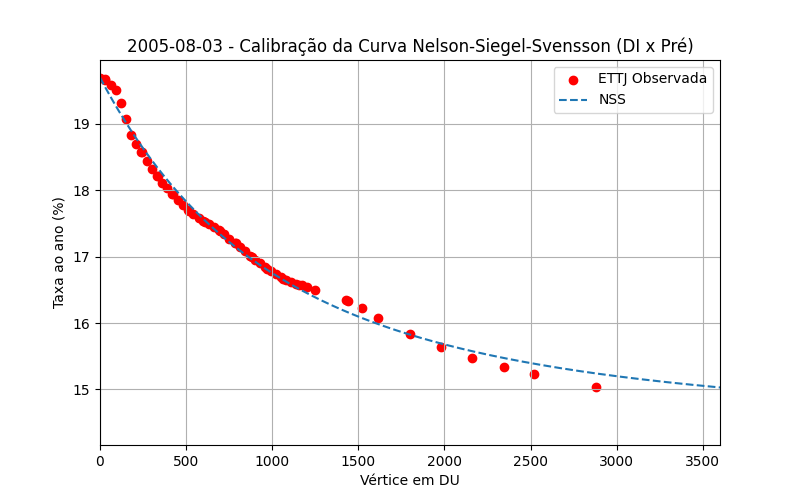 2005-08-03 - Calibração da Curva Nelson-Siegel-Svensson (DI x Pré)
ETTJ Observada
NSS
Taxa ao ano (%)
19
18
17
16
15
0 500 1000 1500 2000 2500 3000 3500
Vértice em DU